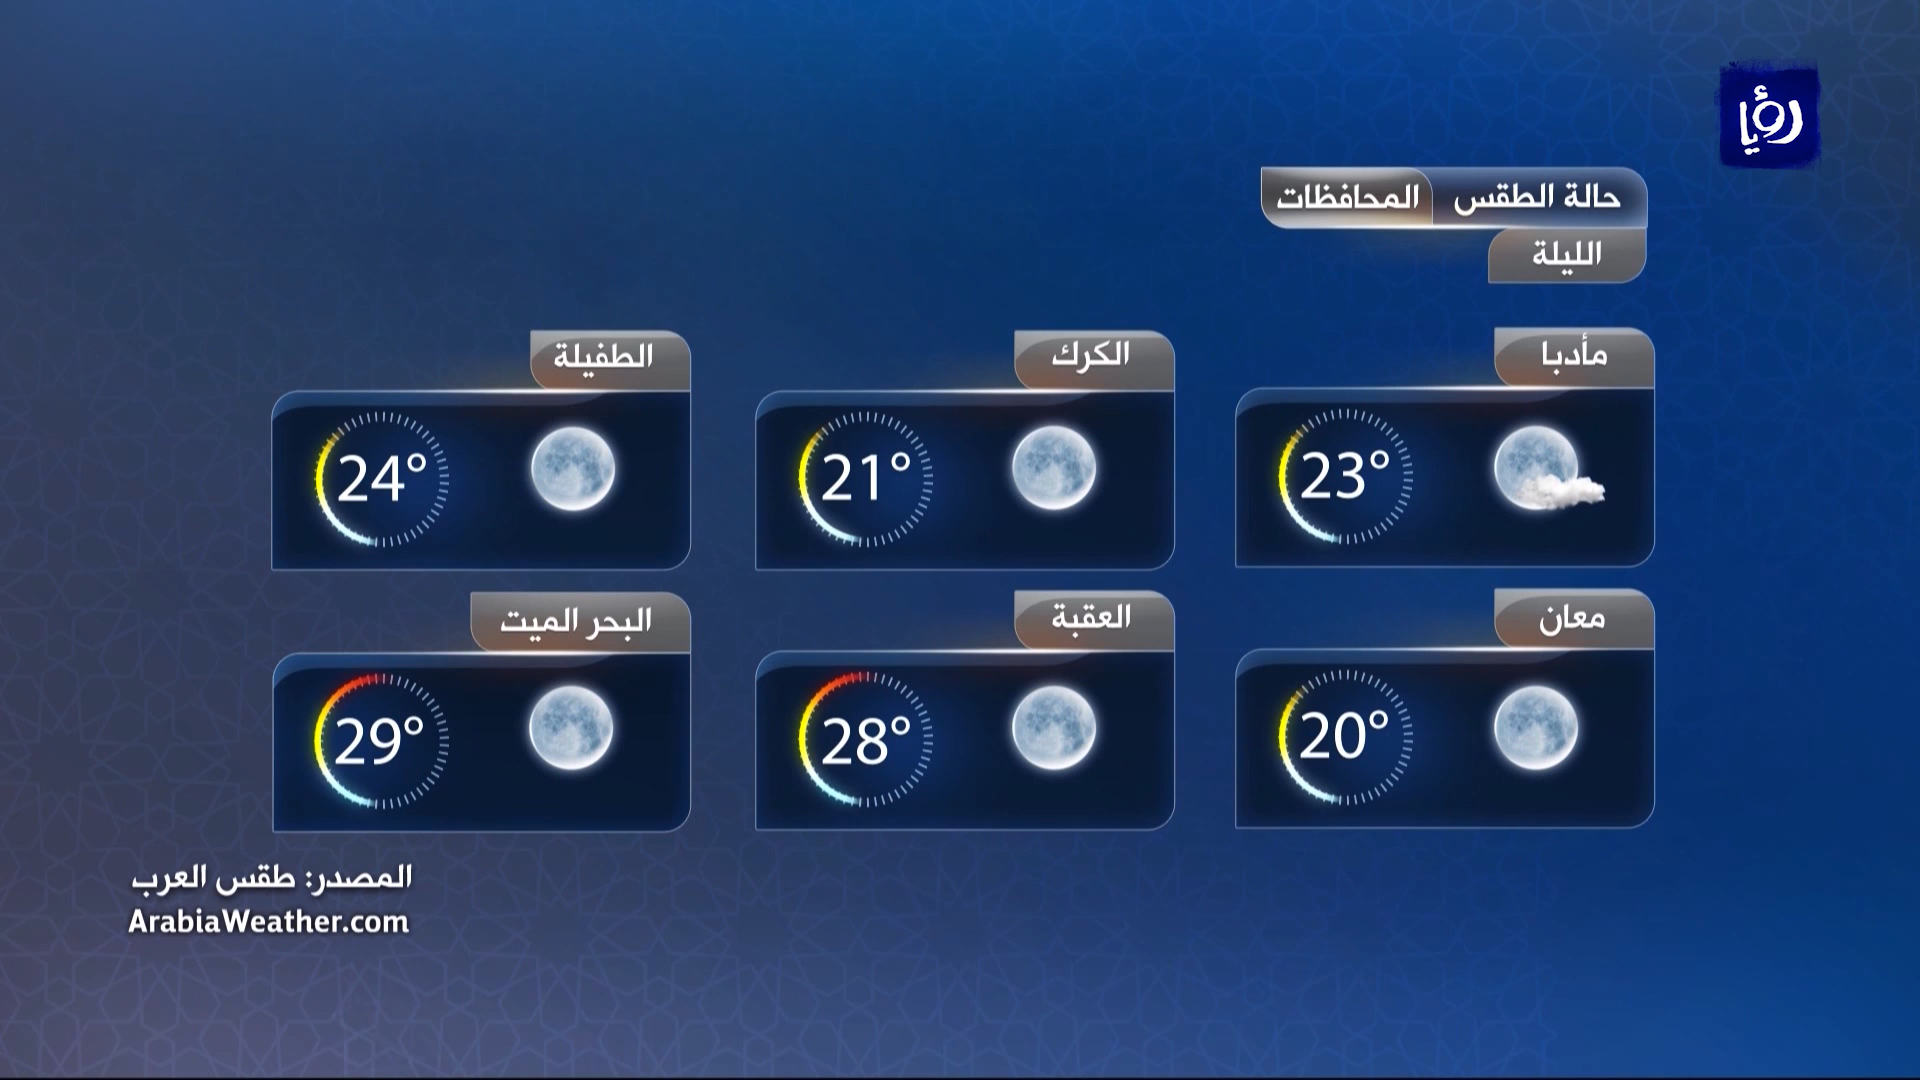 رؤيا
حالة الطقس المحافظات
الليلة
مأدبا
23°
الكرك
21°
الطفيلة
24°
معان
20°
العقبة
28°
البحر الميت
29°
المصدر: طقس العرب
ArabiaWeather.com